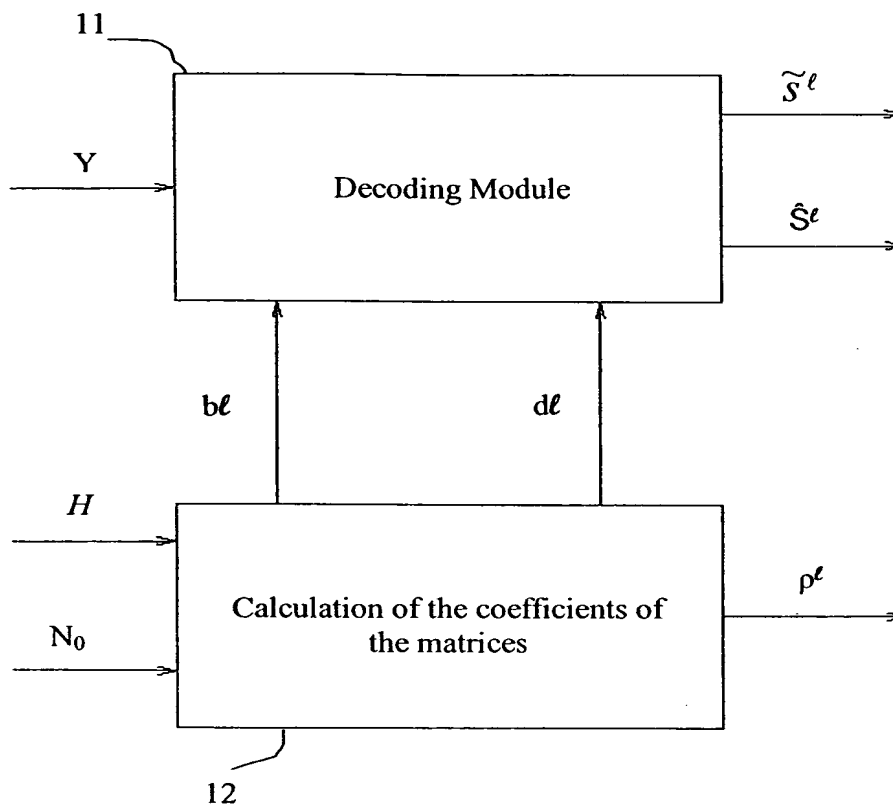 11
s̃ˡ
Y
Decoding Module
Ŝˡ
bℓ
dℓ
H
Calculation of the coefficients of
the matrices
ρˡ
N₀
12